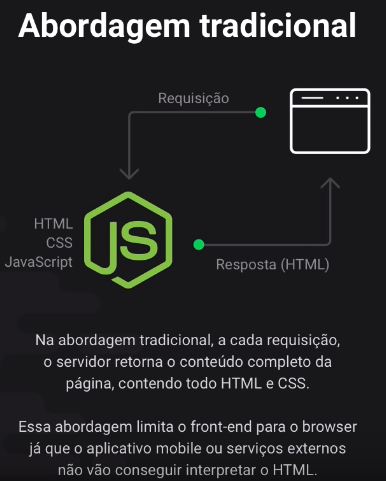 Abordagem tradicional
Requisição
HTML
CSS
JavaScript
JS
Resposta (HTML)
Na abordagem tradicional, a cada requisição,
o servidor retorna o conteúdo completo da
página, contendo todo HTML e CSS.
Essa abordagem limita o front-end para o browser
já que o aplicativo mobile ou serviços externos
não vão conseguir interpretar o HTML.